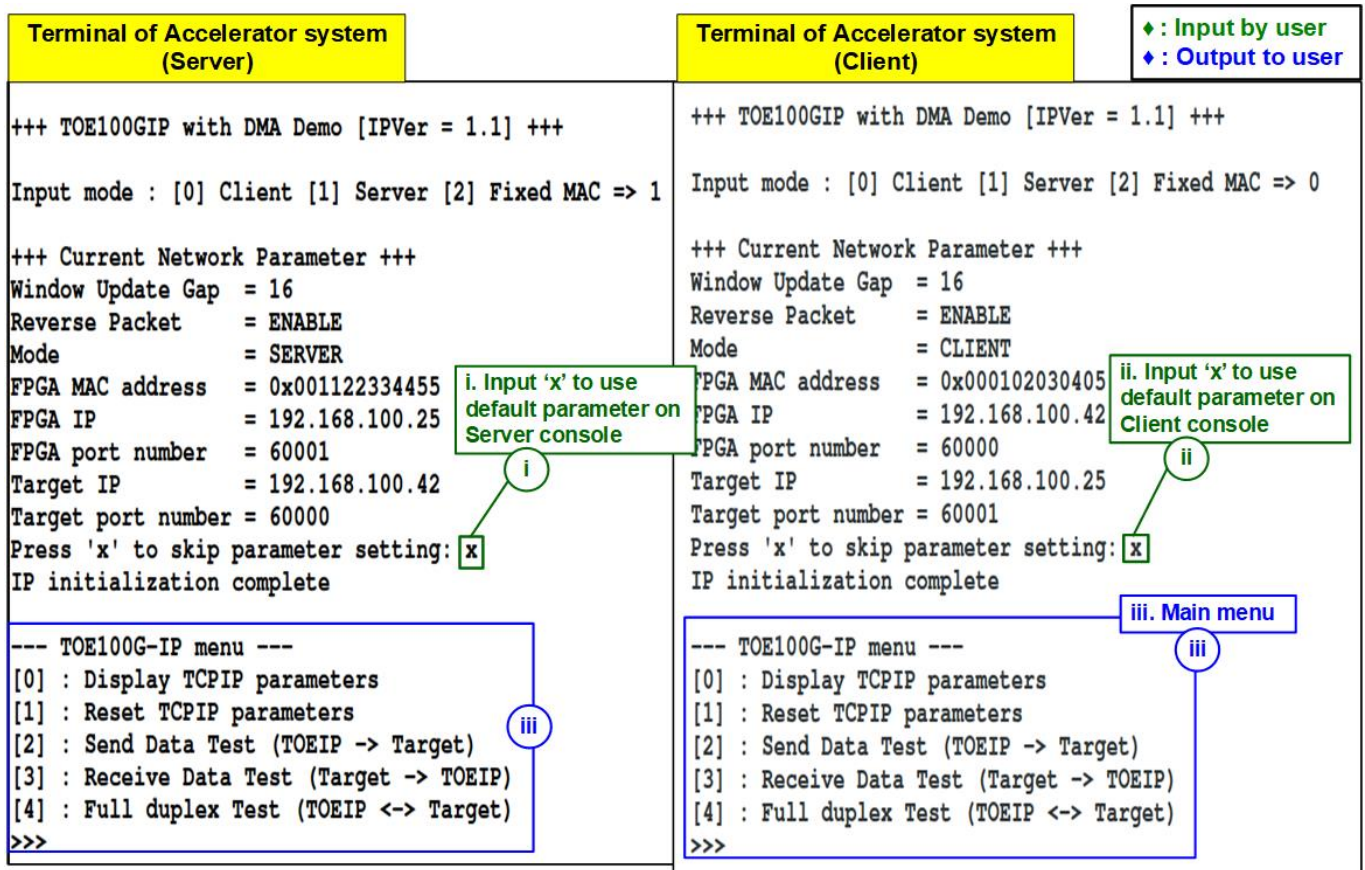 Terminal of Accelerator system
(Server)
+++ TOE100GIP with DMA Demo [IPVer = 1.1] +++
Input mode : [0] Client [1] Server [2] Fixed MAC => 1
+++ Current Network Parameter +++
Window Update Gap = 16
Reverse Packet = ENABLE
Mode = SERVER
FPGA MAC address = 0x001122334455
FPGA IP = 192.168.100.25
FPGA port number = 60001
Target IP = 192.168.100.42
Target port number = 60000
Press 'x' to skip parameter setting: x
IP initialization complete
i. Input ‘x’ to use
default parameter on
Server console
i
--- TOE100G-IP menu ---
[0] : Display TCPIP parameters
[1] : Reset TCPIP parameters
[2] : Send Data Test (TOEIP -> Target)
[3] : Receive Data Test (Target -> TOEIP)
[4] : Full duplex Test (TOEIP <-> Target)
>>>
iii
Terminal of Accelerator system
(Client)
♦ : Input by user
♦ : Output to user
+++ TOE100GIP with DMA Demo [IPVer = 1.1] +++
Input mode : [0] Client [1] Server [2] Fixed MAC => 0
+++ Current Network Parameter +++
Window Update Gap = 16
Reverse Packet = ENABLE
Mode = CLIENT
FPGA MAC address = 0x000102030405
FPGA IP = 192.168.100.42
FPGA port number = 60000
Target IP = 192.168.100.25
Target port number = 60001
Press 'x' to skip parameter setting: x
IP initialization complete
ii. Input ‘x’ to use
default parameter on
Client console
ii
iii. Main menu
iii
--- TOE100G-IP menu ---
[0] : Display TCPIP parameters
[1] : Reset TCPIP parameters
[2] : Send Data Test (TOEIP -> Target)
[3] : Receive Data Test (Target -> TOEIP)
[4] : Full duplex Test (TOEIP <-> Target)
>>>